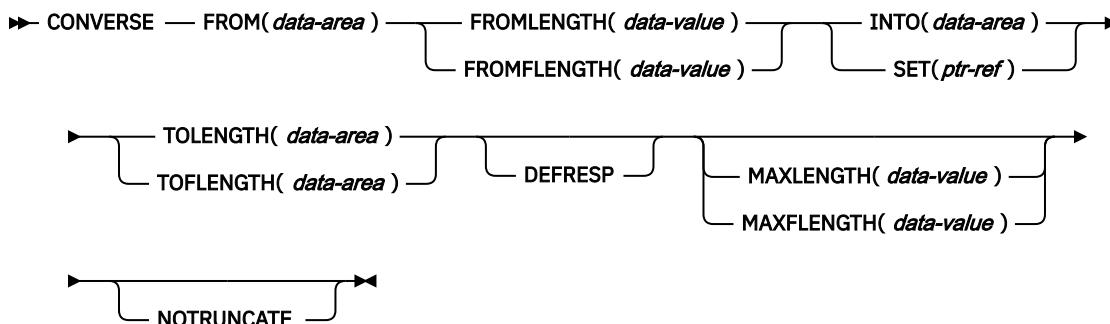 CONVERSE FROM( data-area ) FROMLENGTH( data-value ) INTO( data-area )
FROMFLENGTH( data-value ) SET( ptr-ref )
TOLENGTH( data-area )
TOFLENGTH( data-area ) DEFRESP MAXLENGTH( data-value )
MAXFLENGTH( data-value )
NOTRUNCATE